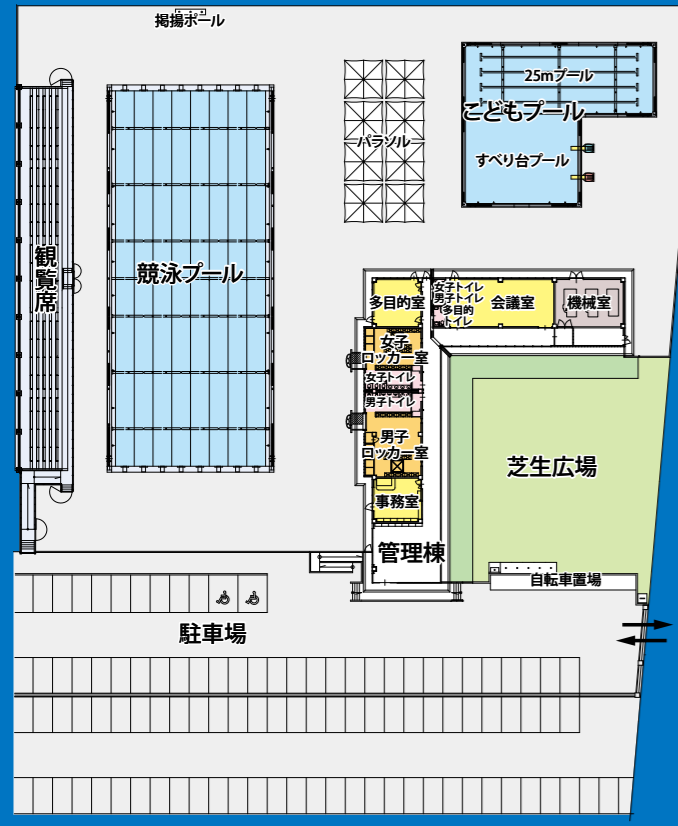 掲揚ポール
25mプール
こどもプール
すべり台プール
パラソル
観覧席
競泳プール
多目的室
女子トイレ
男子トイレ
多目的
トイレ
会議室
機械室
女子
ロッカー室
女子トイレ
男子トイレ
男子
ロッカー室
事務室
管理棟
芝生広場
自転車置場
駐車場